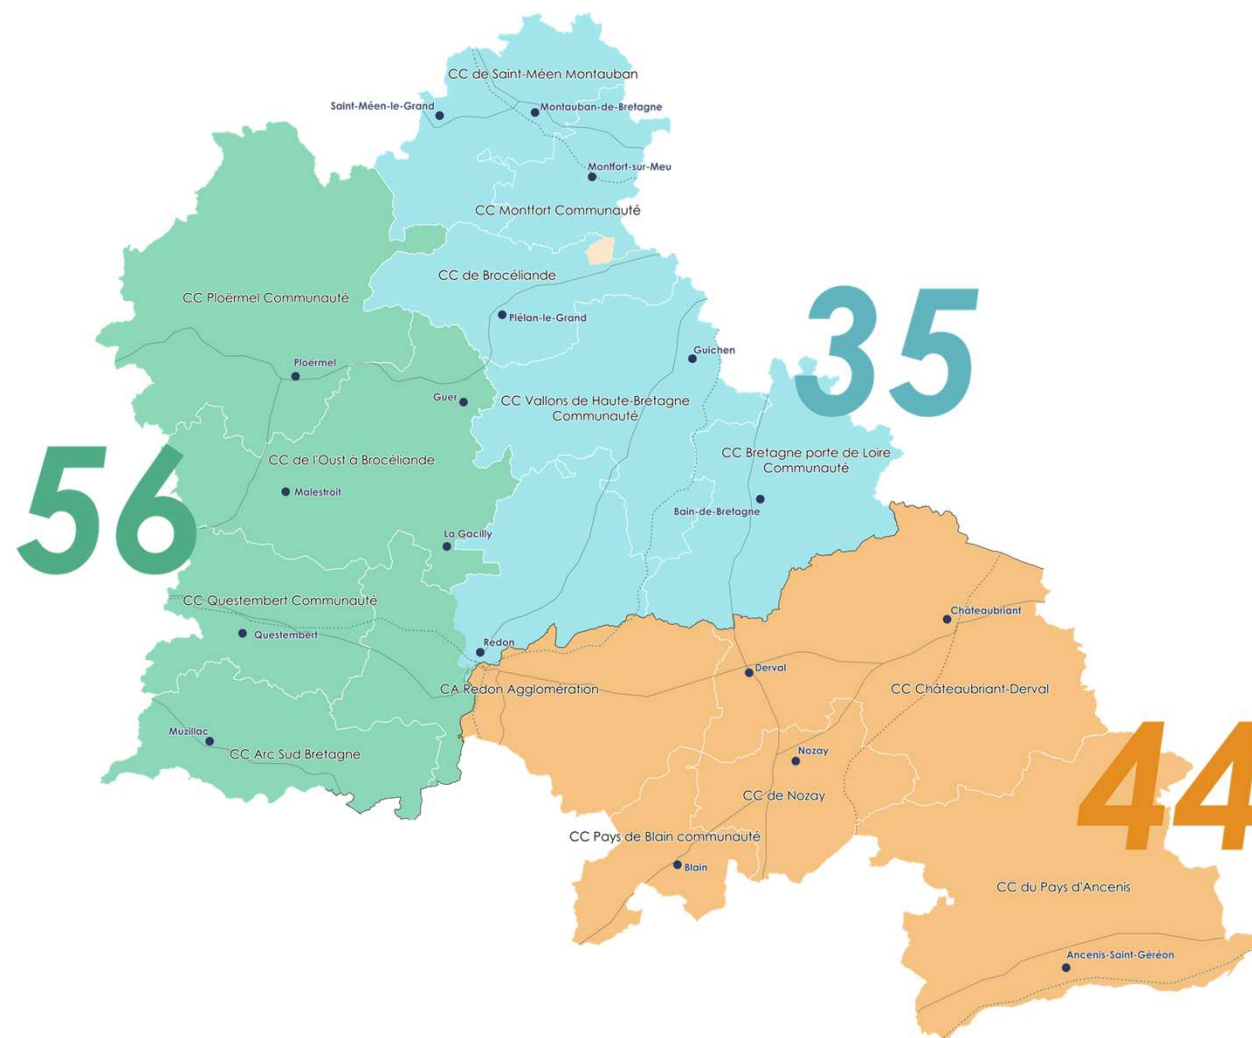 CC de Saint-Méen Montauban
Saint-Méen-le-Grand
Montauban-de-Bretagne
Montfort-sur-Meu
CC Montfort Communauté
CC de Brocéliande
CC Ploërmel Communauté
Plélan-le-Grand
35
Guichen
Ploërmel
Guer
CC Vallons de Haute-Bretagne
Communauté
56
CC de l'Oust à Brocéliande
CC Bretagne porte de Loire
Communauté
Malestroit
Bain-de-Bretagne
La Gacilly
CC Questembert Communauté
Châteaubriant
Questembert
Redon
Derval
CA Redon Agglomération
CC Châteaubriant-Derval
Muzillac
CC Arc Sud Bretagne
Nozay
44
CC de Nozay
CC Pays de Blain communauté
Blain
CC du Pays d'Ancenis
Ancenis-Saint-Géréon